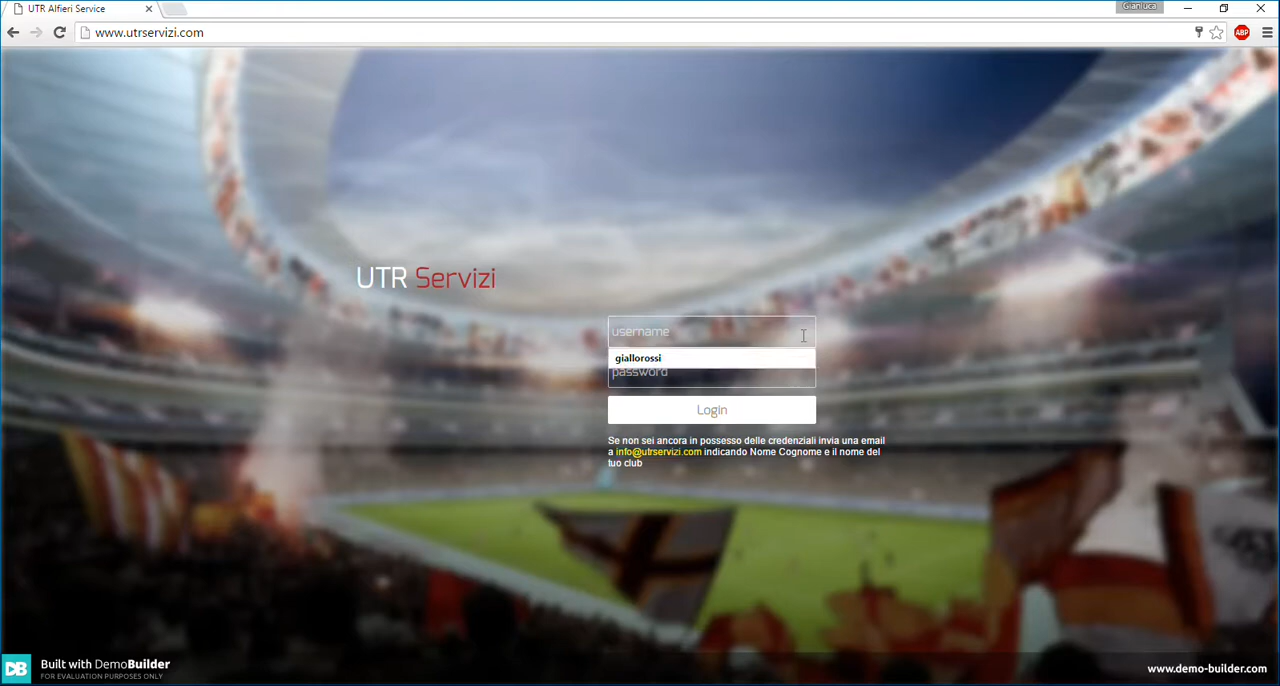 UTR Alfieri Service
Gianluca
www.utrservizi.com
ABP
UTR Servizi
username
giallorossi
password
Login
Se non sei ancora in possesso delle credenziali invia una email
a info@utrservizi.com indicando Nome Cognome e il nome del
tuo club
DB
Built with DemoBuilder
FOR EVALUATION PURPOSES ONLY
www.demo-builder.com